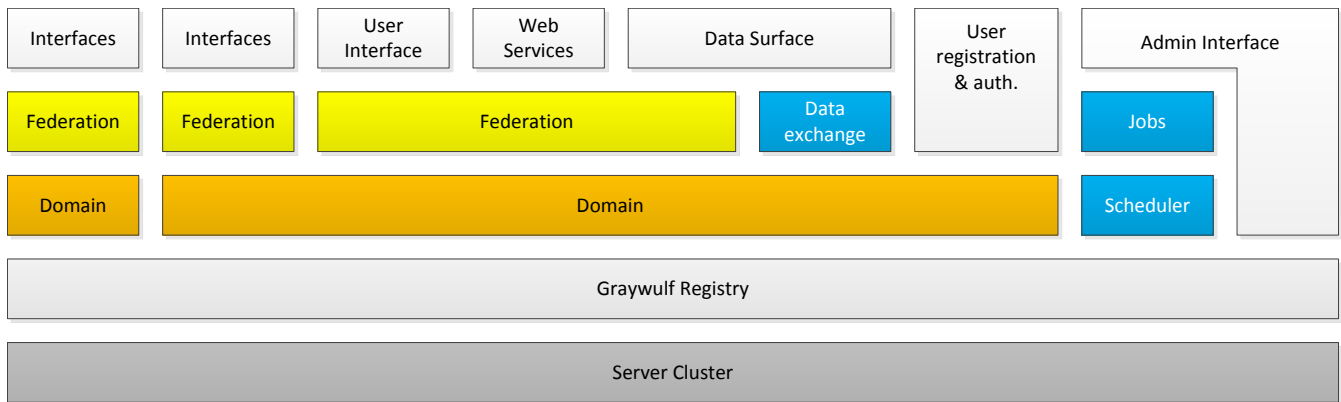 Interfaces
Interfaces
User
Interface
Web
Services
Data Surface
User
registration
& auth.
Admin Interface
Federation
Federation
Federation
Data
exchange
Jobs
Domain
Domain
Scheduler
Graywulf Registry
Server Cluster